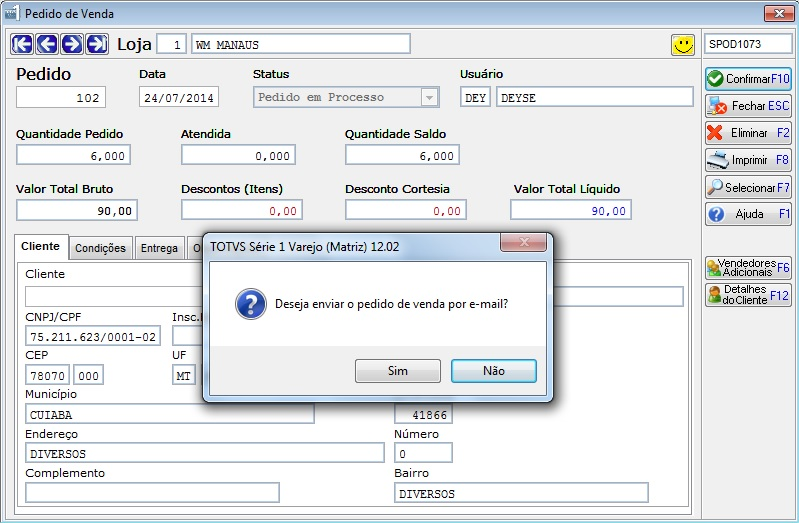 Pedido de Venda
Loja 1 WM MANAUS SPOD1073
Pedido Data Status Usuário
102 24/07/2014 Pedido em Processo DEY DEYSE
Confirmar F10
Fechar ESC
Eliminar F2
Imprimir F8
Selecionar F7
Ajuda F1
Vendedores Adicionais F6
Detalhes do Cliente F12
Quantidade Pedido Atendida Quantidade Saldo
6,000 0,000 6,000
Valor Total Bruto Descontos (Itens) Desconto Cortesia Valor Total Líquido
90,00 0,00 0,00 90,00
Cliente Condições Entrega O
TOTVS Série 1 Varejo (Matriz) 12.02
Deseja enviar o pedido de venda por e-mail?
Sim Não
Cliente
CNPJ/CPF Insc.
75.211.623/0001-02
CEP UF
78070 000 MT
Município
CUIABA 41866
Endereço Número
DIVERSOS 0
Complemento Bairro
DIVERSOS